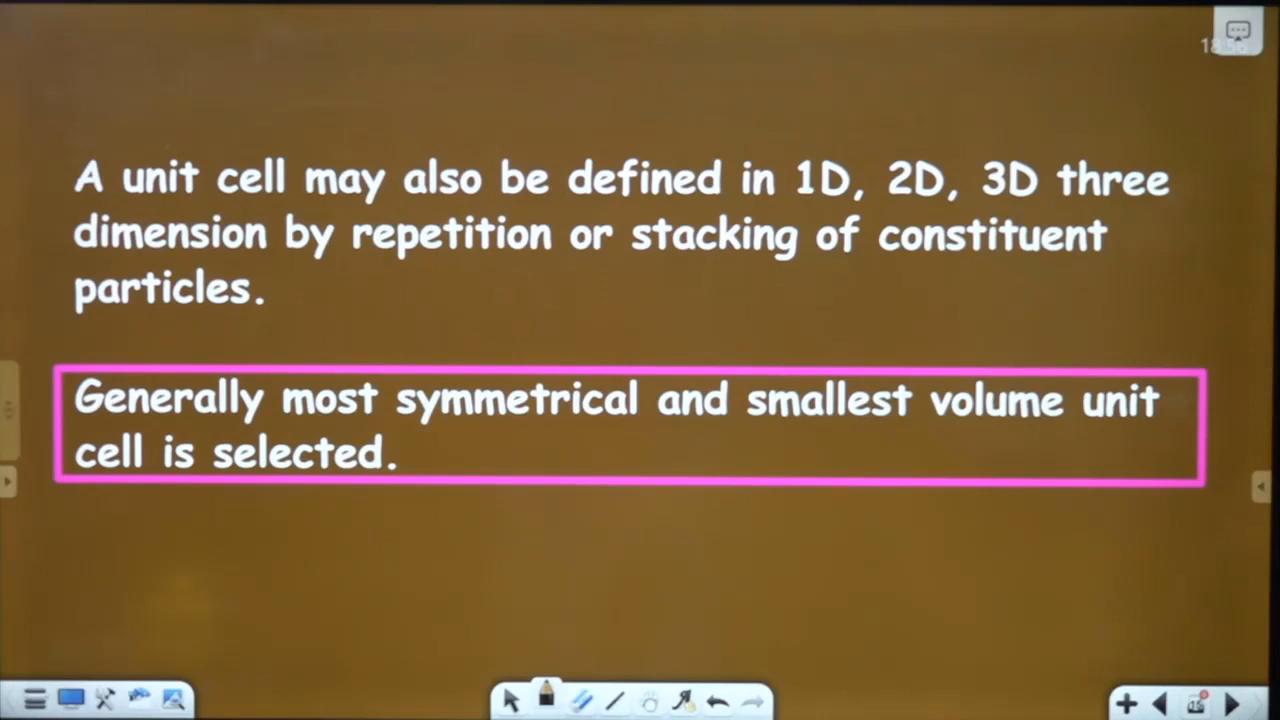 A unit cell may also be defined in 1D, 2D, 3D three
dimension by repetition or stacking of constituent
particles.
Generally most symmetrical and smallest volume unit
cell is selected.